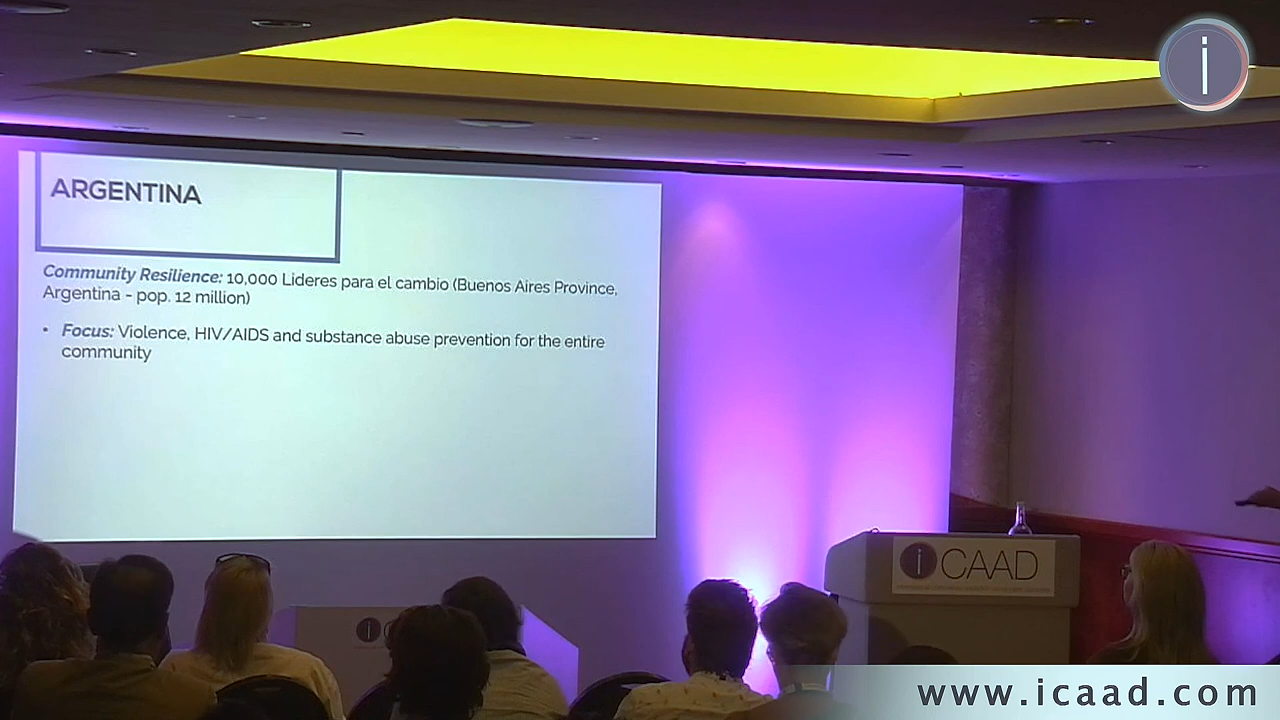 i
ARGENTINA
Community Resilience: 10,000 Lideres para el cambio (Buenos Aires Province,
Argentina - pop. 12 million)
• Focus: Violence, HIV/AIDS and substance abuse prevention for the entire
community
iCAAD
i
www.icaad.com